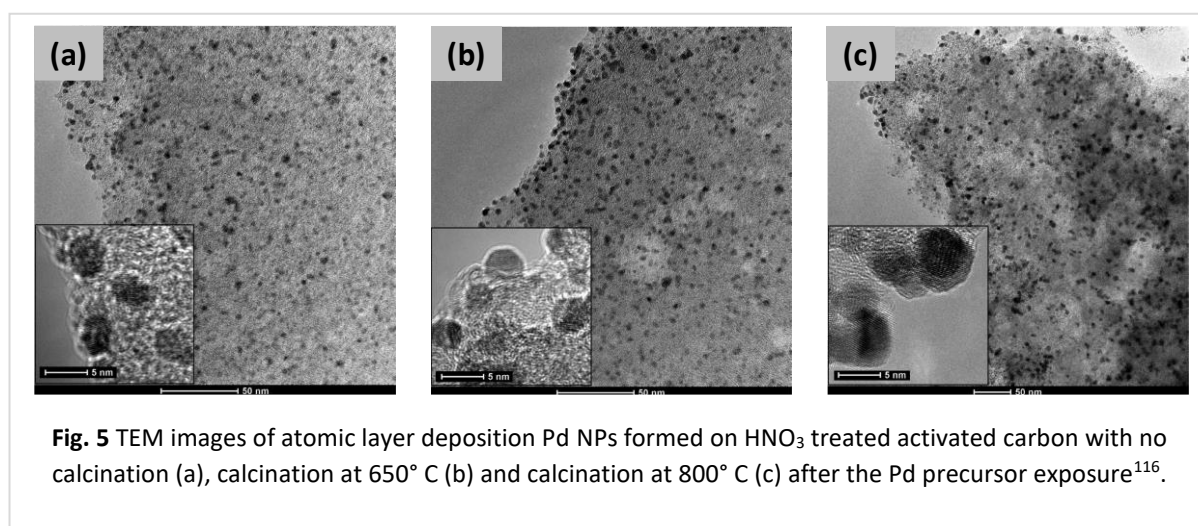 (a)
(b)
(c)
5 nm
50 nm
5 nm
50 nm
5 nm
50 nm
Fig. 5 TEM images of atomic layer deposition Pd NPs formed on HNO₃ treated activated carbon with no
calcination (a), calcination at 650° C (b) and calcination at 800° C (c) after the Pd precursor exposure¹¹⁶.